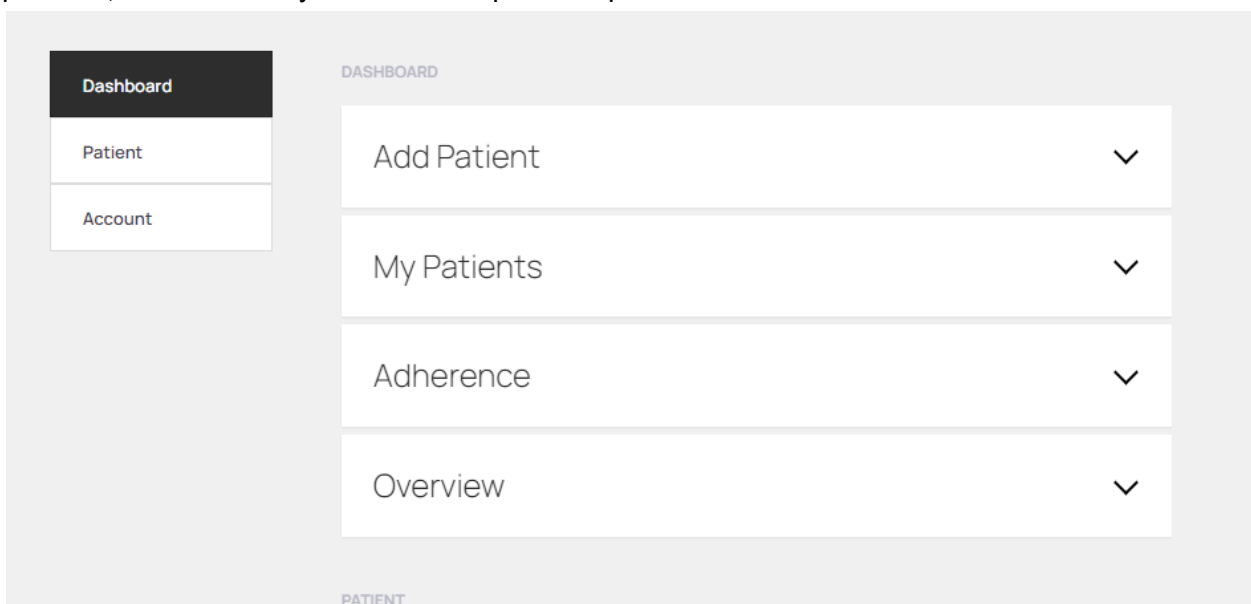 Dashboard
Patient
Account
DASHBOARD
Add Patient
My Patients
Adherence
Overview
PATIENT